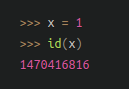 >>> x = 1
>>> id(x)
1470416816